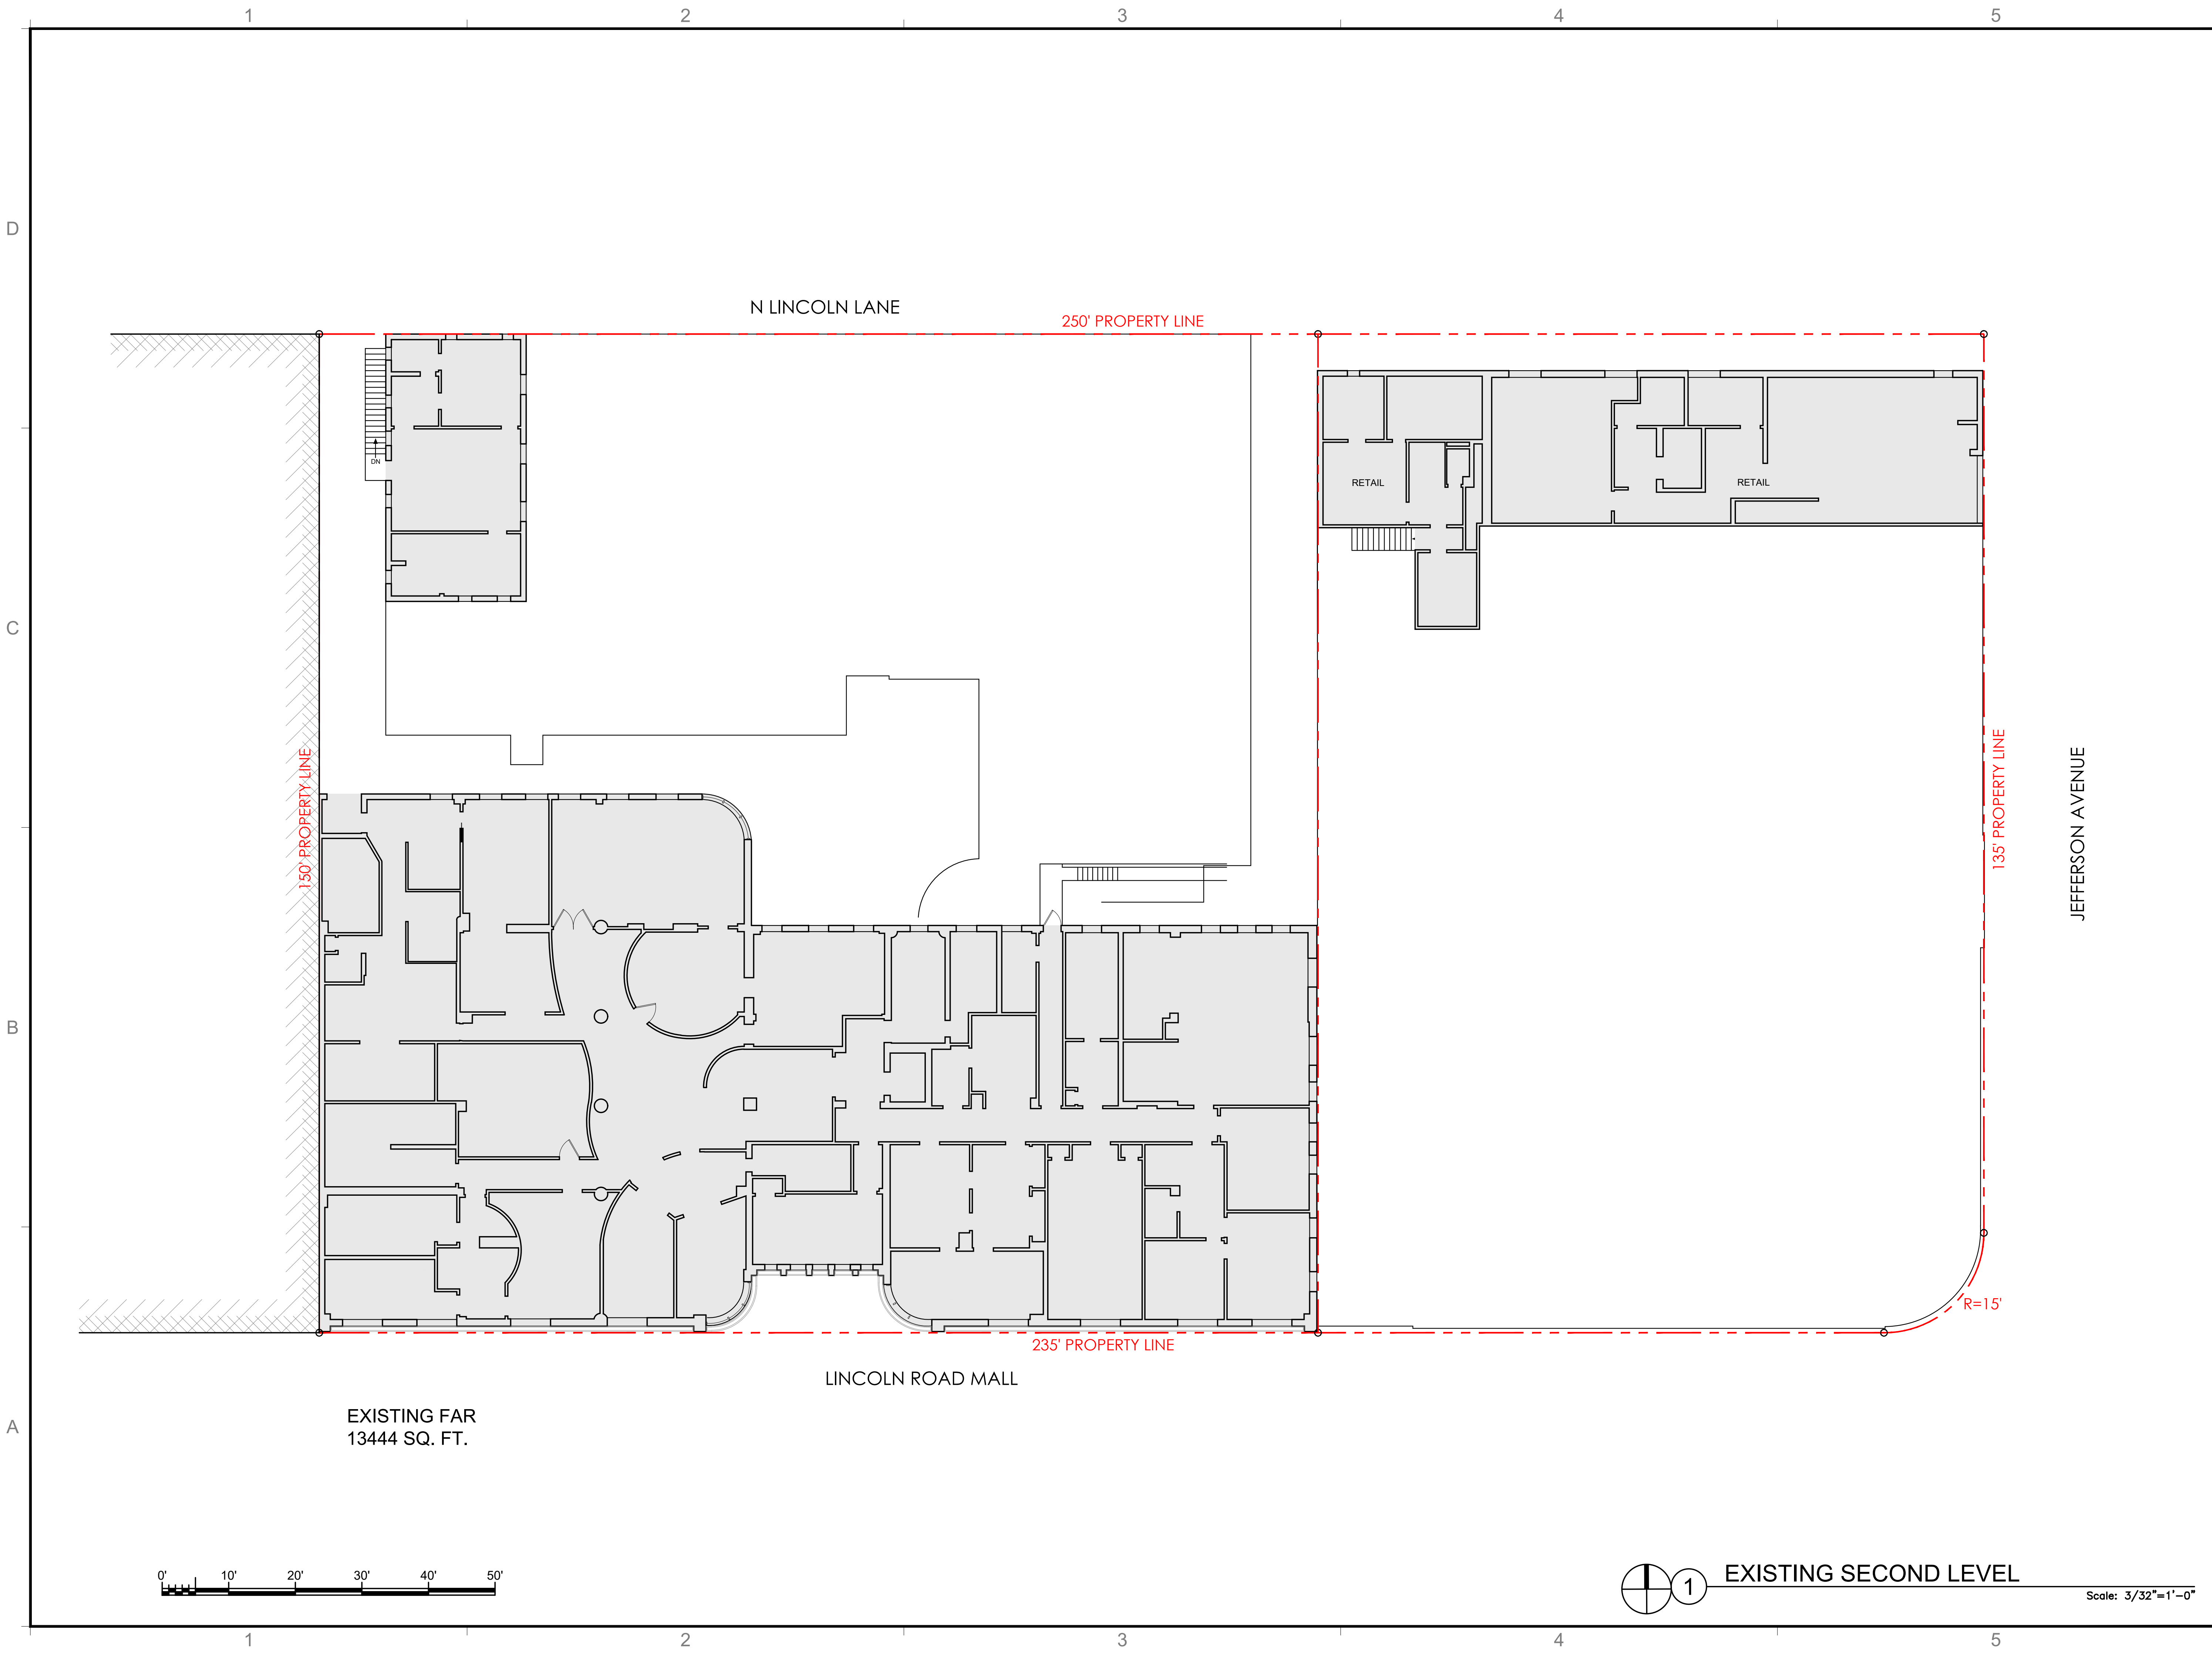 1 2 3 4 5
D
N LINCOLN LANE
250' PROPERTY LINE
DN
RETAIL
RETAIL
C
150' PROPERTY LINE
135' PROPERTY LINE
JEFFERSON AVENUE
B
R=15'
235' PROPERTY LINE
LINCOLN ROAD MALL
A
EXISTING FAR
13444 SQ. FT.
0' 10' 20' 30' 40' 50'
1 EXISTING SECOND LEVEL
Scale: 3/32"=1'-0"
1 2 3 4 5